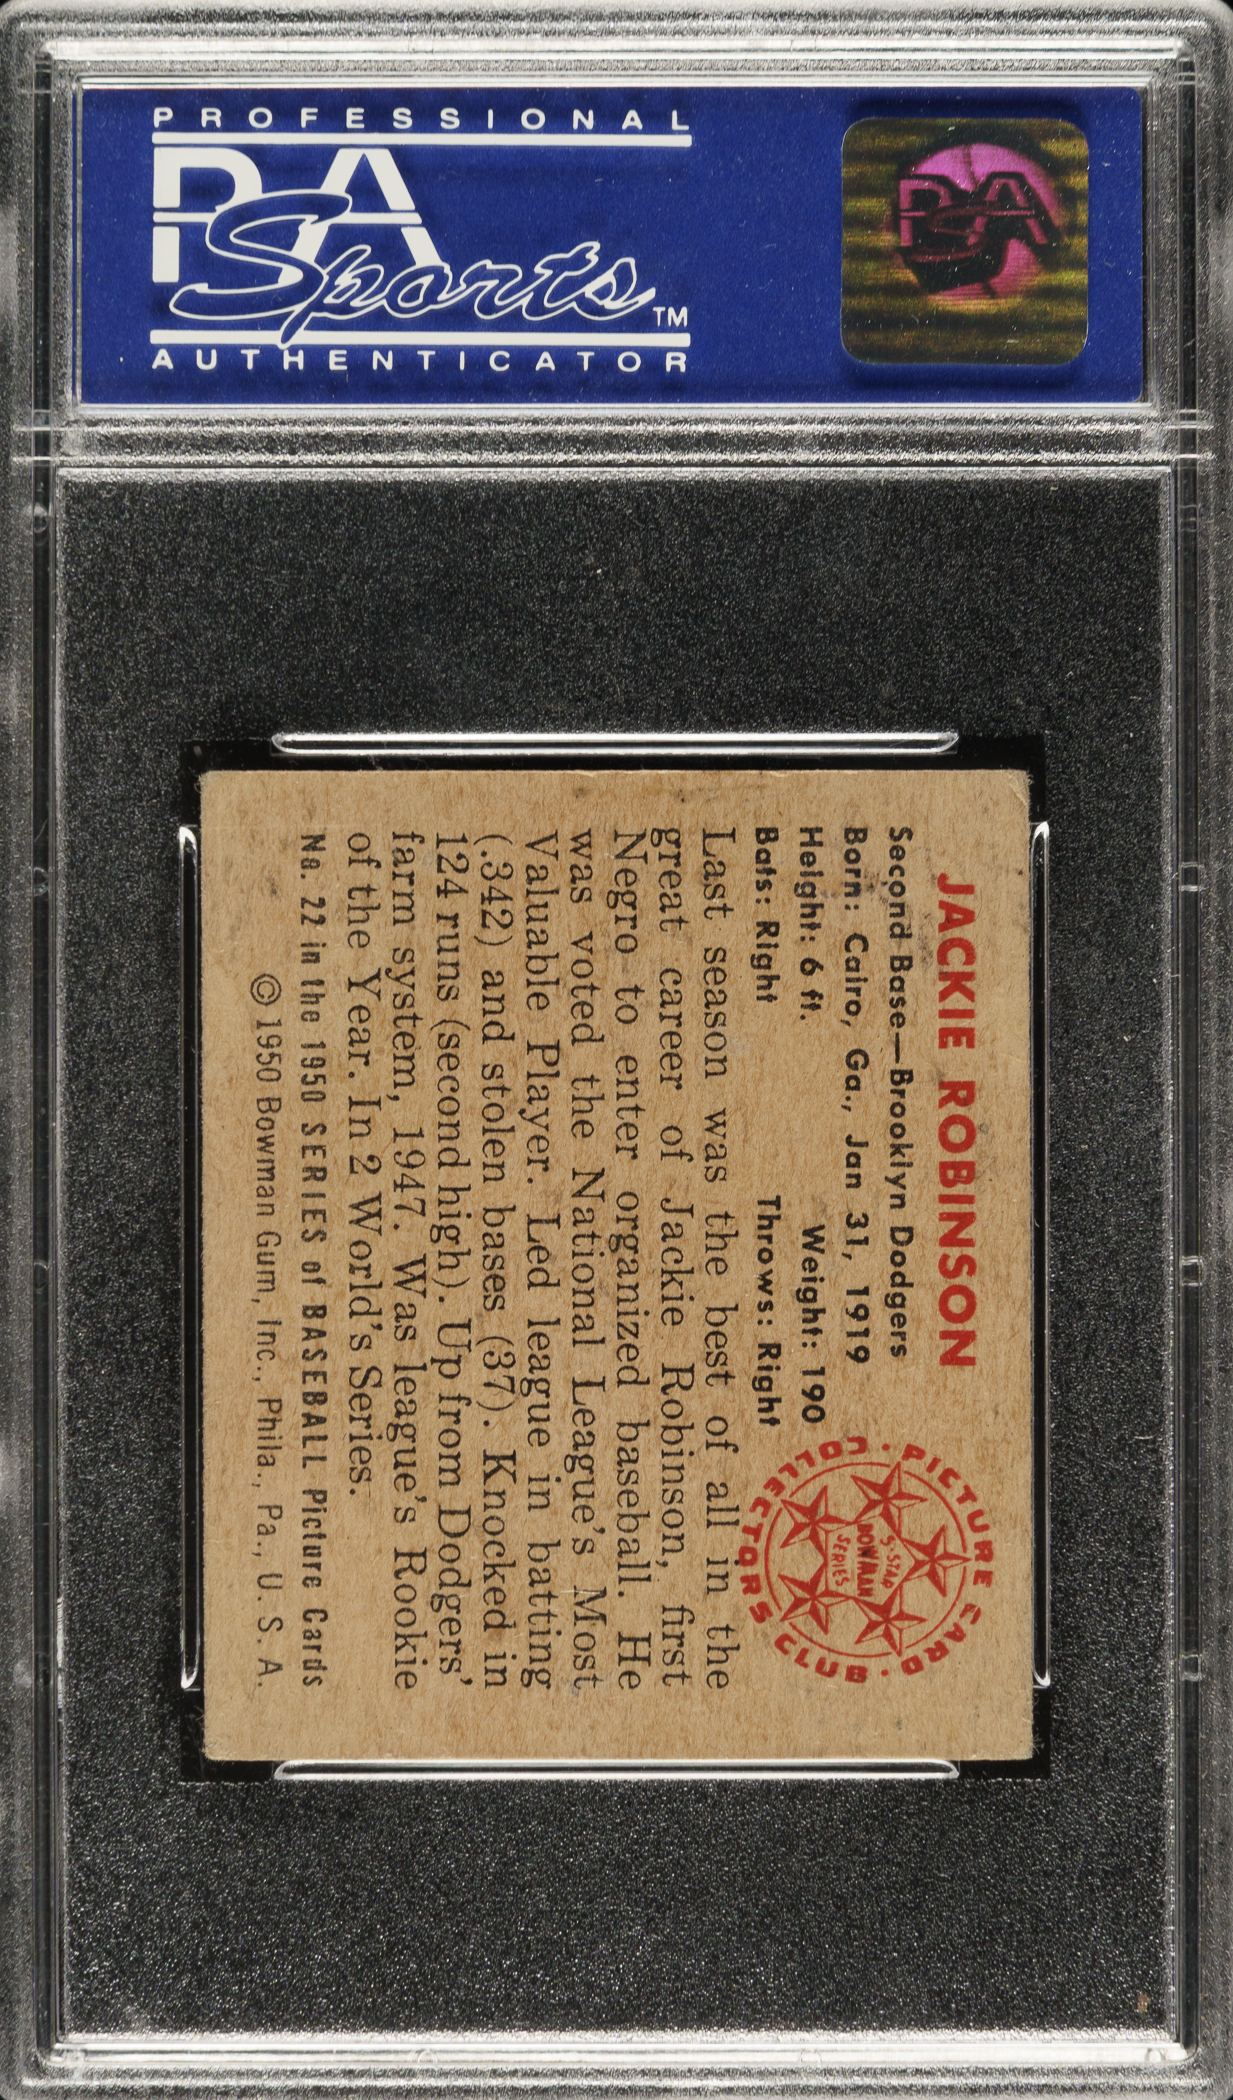 PROFESSIONAL
PSA
Sports™
AUTHENTICATOR
PSA
JACKIE ROBINSON
Second Base—Brooklyn Dodgers
Born: Cairo, Ga., Jan 31, 1919
Height: 6 ft. Weight: 190
Bats: Right Throws: Right
PICTURE CARD · COLLECTORS CLUB ·
5-STAR
BOWMAN
SERIES
Last season was the best of all in the
great career of Jackie Robinson, first
Negro to enter organized baseball. He
was voted the National League's Most
Valuable Player. Led league in batting
(.342) and stolen bases (37). Knocked in
124 runs (second high). Up from Dodgers'
farm system, 1947. Was league's Rookie
of the Year. In 2 World's Series.
No. 22 in the 1950 SERIES of BASEBALL Picture Cards
© 1950 Bowman Gum, Inc., Phila., Pa., U. S. A.